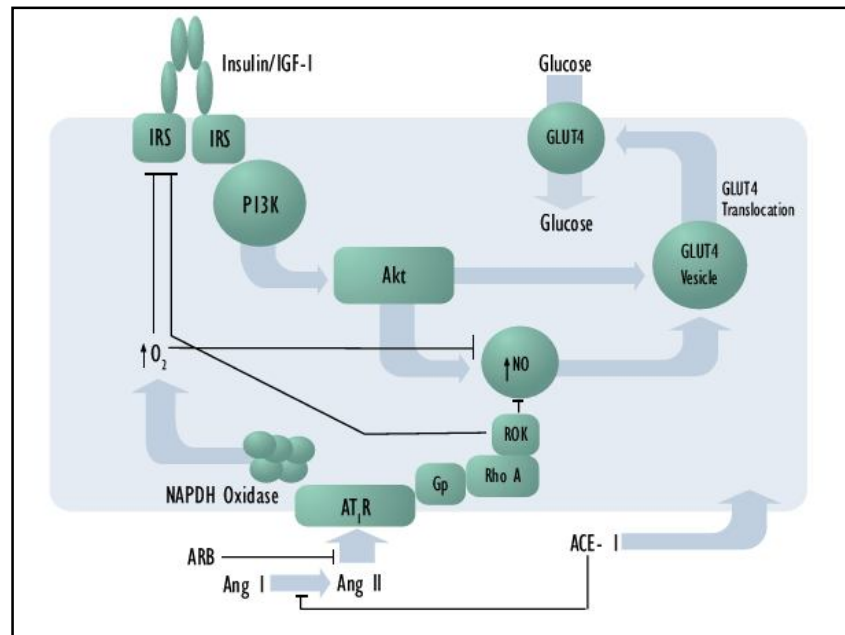 Insulin/IGF-I
Glucose
IRS
IRS
GLUT4
PI3K
GLUT4
Translocation
Glucose
GLUT4
Vesicle
Akt
↑O2
↑NO
ROK
Rho A
Gp
NAPDH Oxidase
AT1R
ARB
ACE- I
Ang I
Ang II